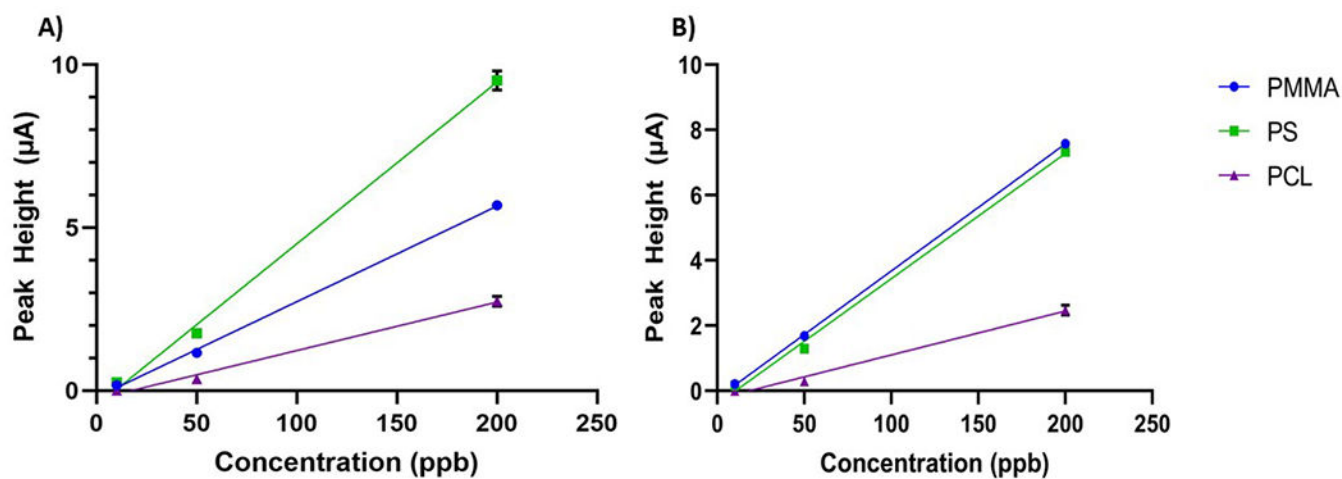 A)
10
5
0
Peak Height (µA)
0 50 100 150 200 250
Concentration (ppb)
B)
10
8
6
4
2
0
Peak Height (µA)
0 50 100 150 200 250
Concentration (ppb)
PMMA
PS
PCL